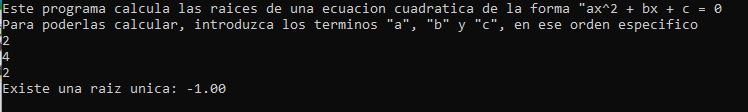 Este programa calcula las raices de una ecuacion cuadratica de la forma "ax^2 + bx + c = 0
Para poderlas calcular, introduzca los terminos "a", "b" y "c", en ese orden especifico
2
4
2
Existe una raiz unica: -1.00